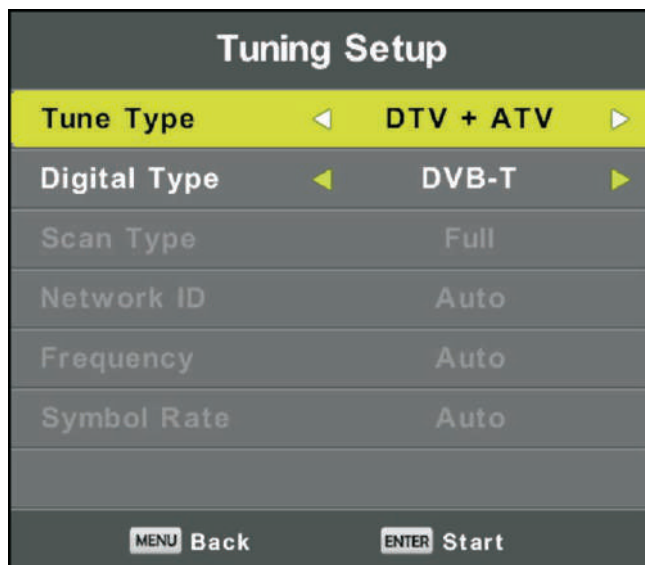 Tuning Setup
Tune Type DTV + ATV
Digital Type DVB-T
Scan Type Full
Network ID Auto
Frequency Auto
Symbol Rate Auto
MENU Back ENTER Start